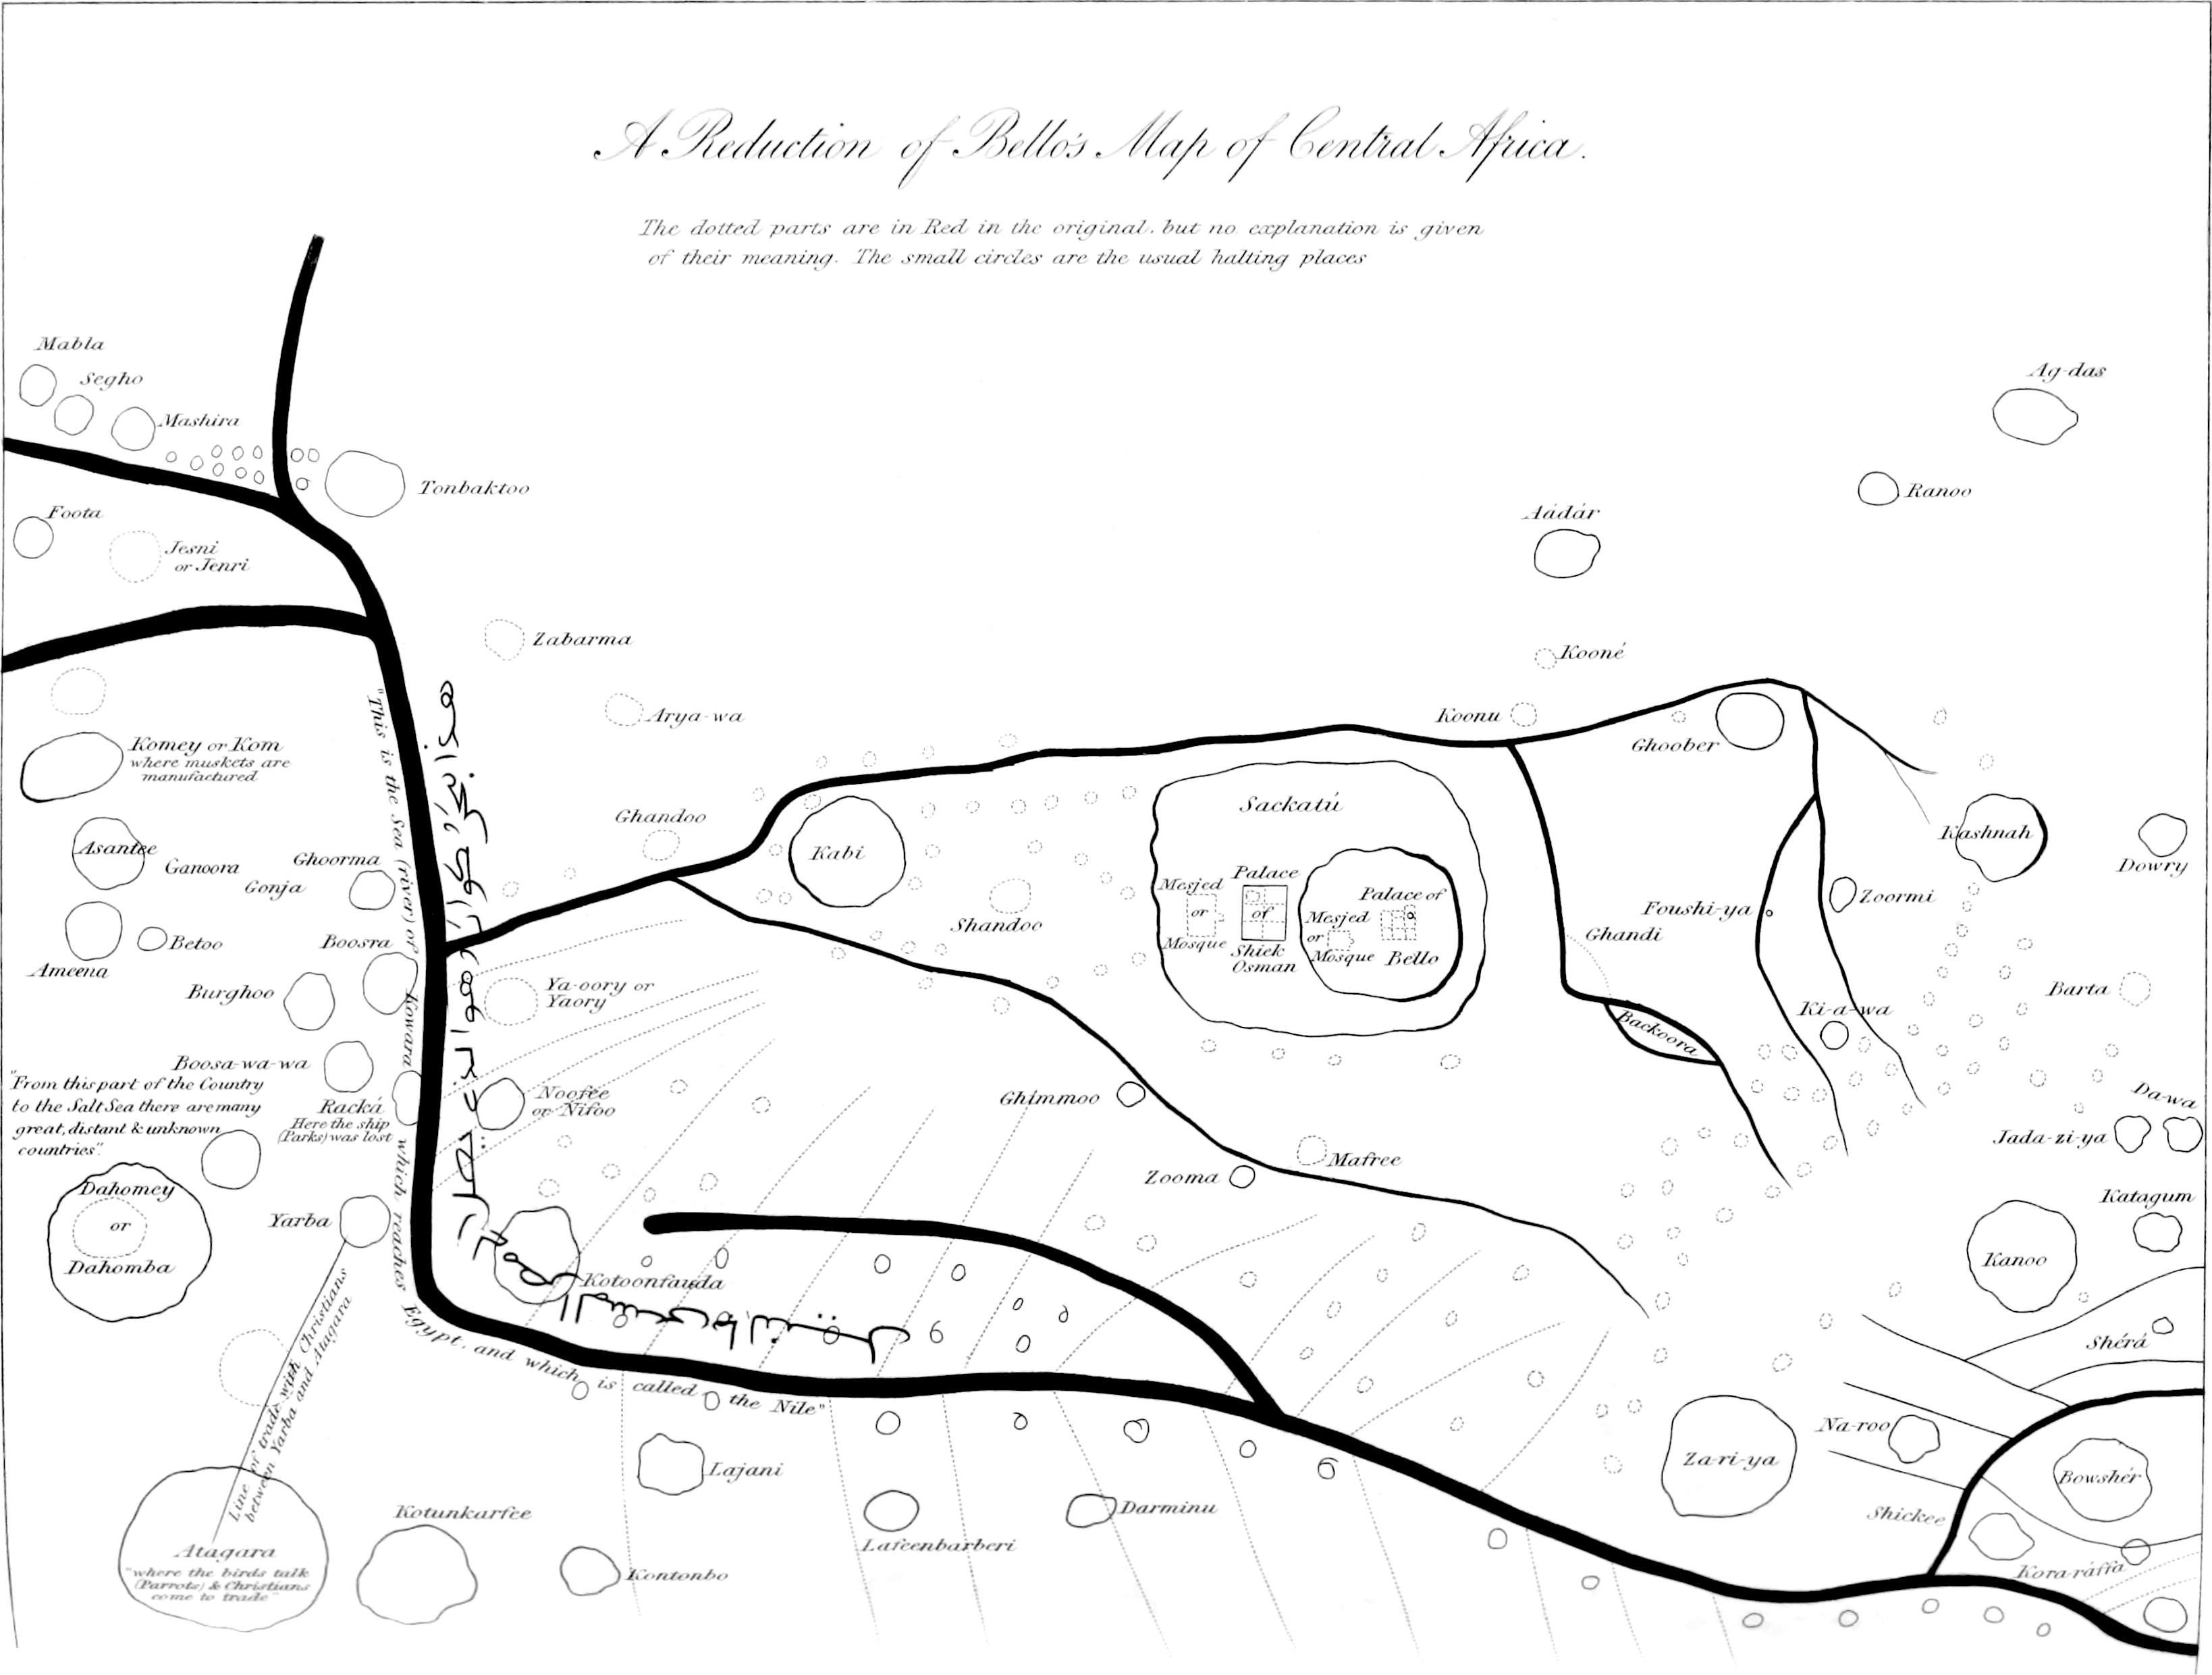 A Reduction of Bello's Map of Central Africa.
The dotted parts are in Red in the original, but no explanation is given
of their meaning. The small circles are the usual halting places
Mabla
Segho
Mashira
Tonbaktoo
Foota
Jesni
or Jenri
Ag-das
Ranoo
Aádár
Kooné
Zabarma
Arya-wa
Koonu
Ghoober
Komey or Kom
where muskets are
manufactured
Asantee
Ganoora
Ghoorma
Gonja
Ghandoo
Kabi
Sackatú
Kashnah
Dowry
Ameena
Betoo
Boosra
Burghoo
Shandoo
Mesjed
or
Mosque
Palace
of
Shiek
Osman
Mesjed
or
Mosque
Palace of
Bello
Foushi-ya
Zoormi
Ghandi
Ya-oory or
Yaory
Barta
Ki-a-wa
Backoora
Boosa-wa-wa
"From this part of the Country
to the Salt Sea there are many
great, distant & unknown
countries".
Racká
Here the ship
(Parks) was lost
Noofee
or Nifoo
Ghimmoo
Da-wa
Jada-zi-ya
Mafree
Zooma
Dahomey
or
Dahomba
Yarba
Katagum
Kanoo
Kotoonfauda
"This is the Sea (river) of Kowara which reaches Egypt, and which is called the Nile"
Line of trade with Christians
between Yarba and Atagara
Shérá
Na-roo
Za-ri-ya
Bowshér
Lajani
Shickee
Kotunkarfee
Darminu
Lafeenbarberi
Atagara
"where the birds talk
(Parrots) & Christians
come to trade"
Kontonbo
Kora-ráffa